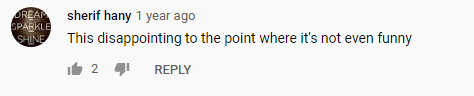 DREAM
SPARKLE
SHINE
sherif hany 1 year ago
This disappointing to the point where it's not even funny
2 REPLY